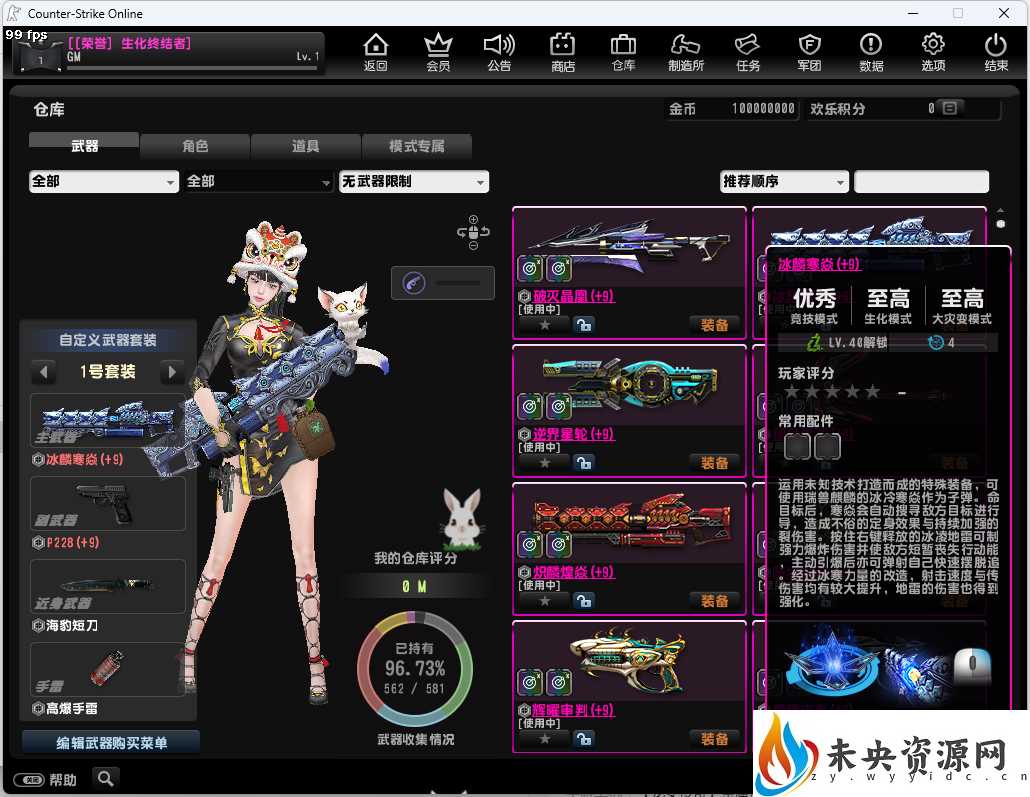 Counter-Strike Online
99 fps
[[荣誉] 生化终结者]
1
GM
Lv. 1
返回
会员
公告
商店
仓库
制造所
任务
军团
数据
选项
结束
仓库
金币 100000000 欢乐积分 0
武器 角色 道具 模式专属
全部 全部 无武器限制 推荐顺序
自定义武器套装
1号套装
主武器
冰麟寒焱(+9)
副武器
P228(+9)
近身武器
海豹短刀
手雷
高爆手雷
编辑武器购买菜单
帮助
我的仓库评分
0 M
已持有
96.73%
562 / 581
武器收集情况
破灭晶凰(+9)
[使用中]
装备
逆界星轮(+9)
[使用中]
装备
炽麟煌焱(+9)
[使用中]
装备
辉曜审判(+9)
[使用中]
装备
冰麟寒焱(+9)
优秀 至高 至高
竞技模式 生化模式 大灾变模式
LV.40解锁 4
玩家评分
常用配件
运用未知技术打造而成的特殊装备，可
使用瑞兽麒麟的冰冷寒焱作为子弹。命
目标后，寒焱会自动搜寻敌方目标进行
导，造成不俗的定身效果与持续加强的
裂伤害。按住右键释放的冰凌地雷可制
强力爆炸伤害并使敌方短暂丧失行动能
，主动引爆后亦可弹射自己快速摆脱追
。经过冰寒力量的改造，射击速度与传
伤害均有较大提升，地雷的伤害也得到
强化。
未央资源网
zy.wyyidc.cn